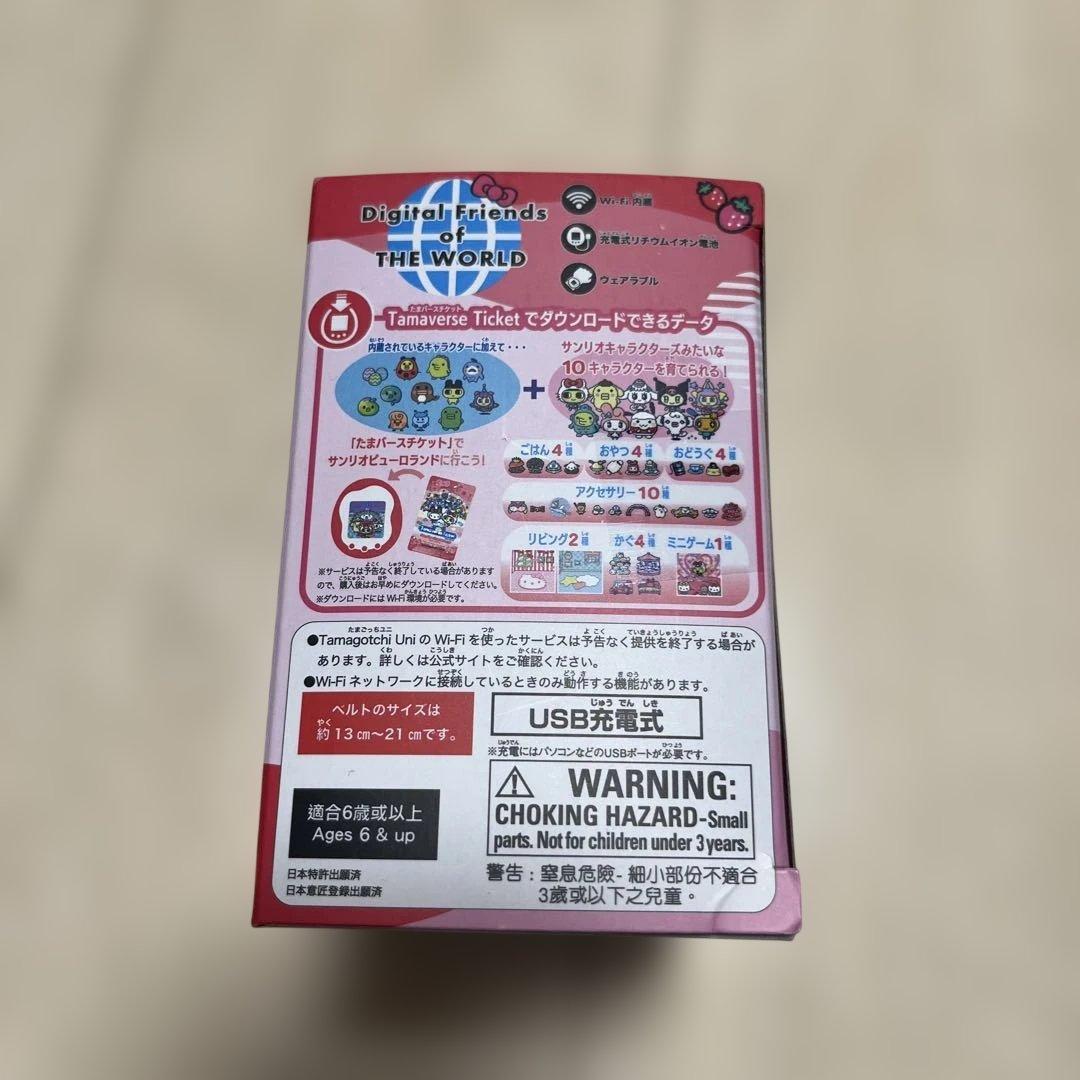 Digital Friends
of
THE WORLD
Wi-Fi内蔵
充電式リチウムイオン電池
ウェアラブル
Tamaverse Ticketでダウンロードできるデータ
内蔵されているキャラクターに加えて・・・
サンリオキャラクターズみたいな
10キャラクターを育てられる！
+
「たまバースチケット」で
サンリオピューロランドに行こう！
ごはん4種
おやつ4種
おどうぐ4種
アクセサリー10種
リビング2種
かぐ4種
ミニゲーム1種
※サービスは予告なく終了している場合があります
ので、購入後はお早めにダウンロードしてください。
※ダウンロードにはWi-Fi環境が必要です。
●Tamagotchi UniのWi-Fiを使ったサービスは予告なく提供を終了する場合が
あります。詳しくは公式サイトをご確認ください。
●Wi-Fiネットワークに接続しているときのみ動作する機能があります。
ベルトのサイズは
約13㎝〜21㎝です。
USB充電式
※充電にはパソコンなどのUSBポートが必要です。
WARNING:
CHOKING HAZARD-Small
parts. Not for children under 3 years.
適合6歳或以上
Ages 6 & up
警告：窒息危險-細小部份不適合
3歲或以下之兒童。
日本特許出願済
日本意匠登録出願済